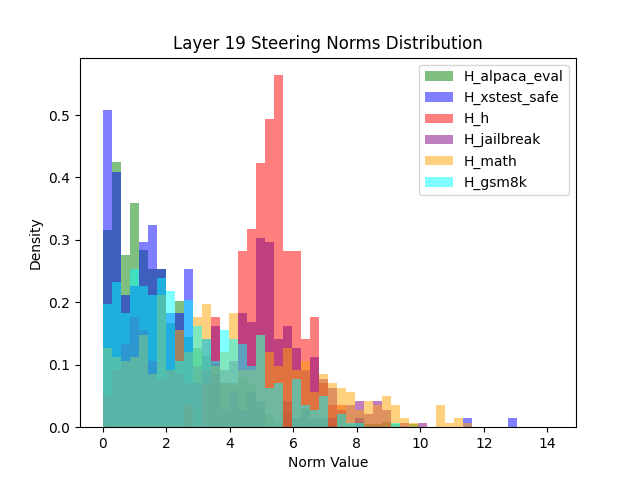 Layer 19 Steering Norms Distribution
H_alpaca_eval
H_xstest_safe
H_h
H_jailbreak
H_math
H_gsm8k
Density
0.5
0.4
0.3
0.2
0.1
0.0
0 2 4 6 8 10 12 14
Norm Value